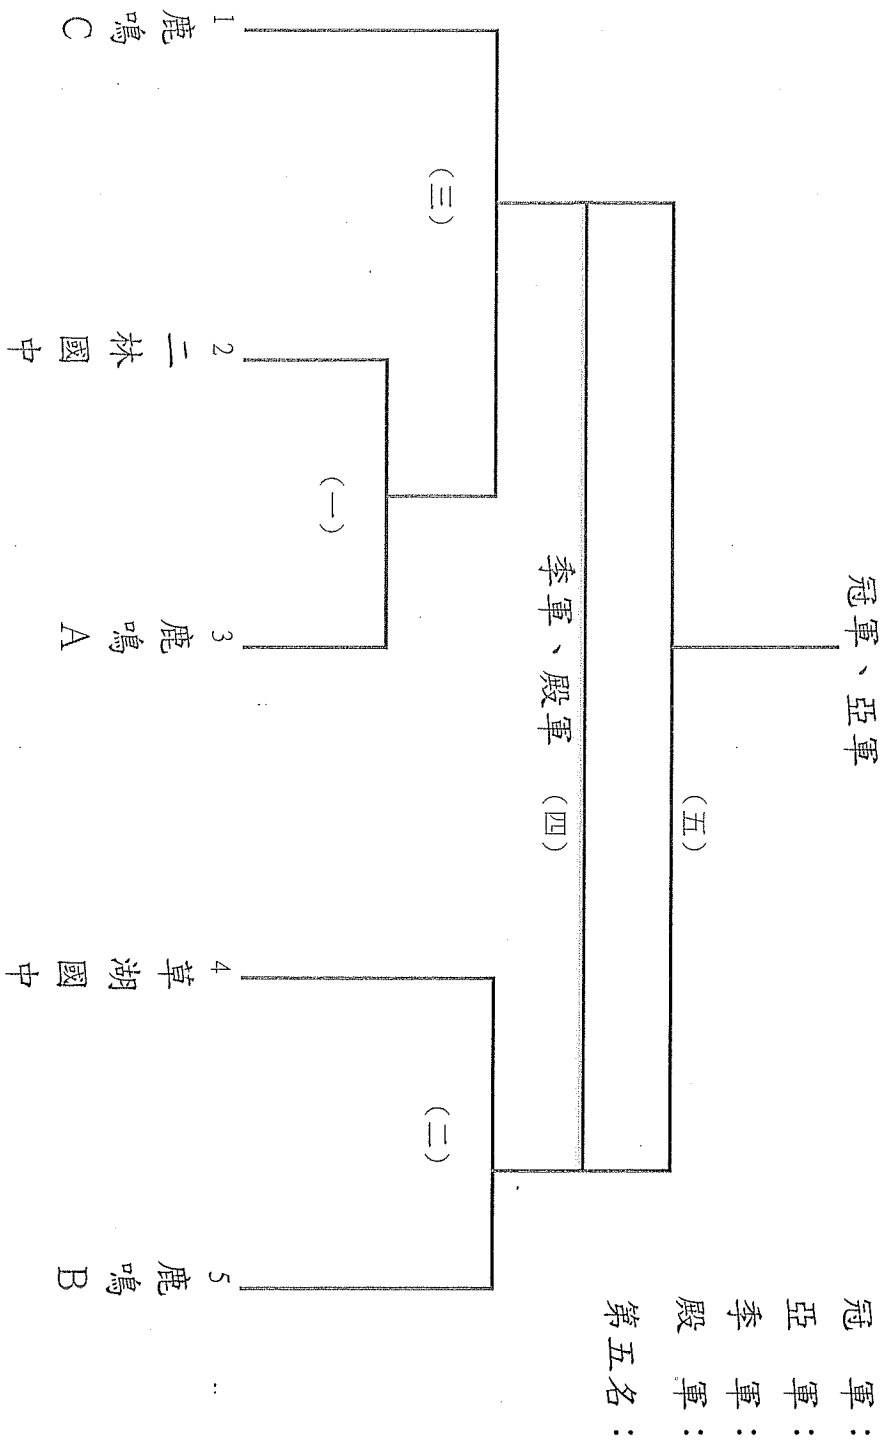 冠軍、亞軍
(五)
季軍、殿軍 (四)
(三)
(二)
(一)
1
鹿鳴C
2
二林國中
3
鹿鳴A
4
草湖國中
5
鹿鳴B
冠軍：
亞軍：
季軍：
殿軍：
第五名：